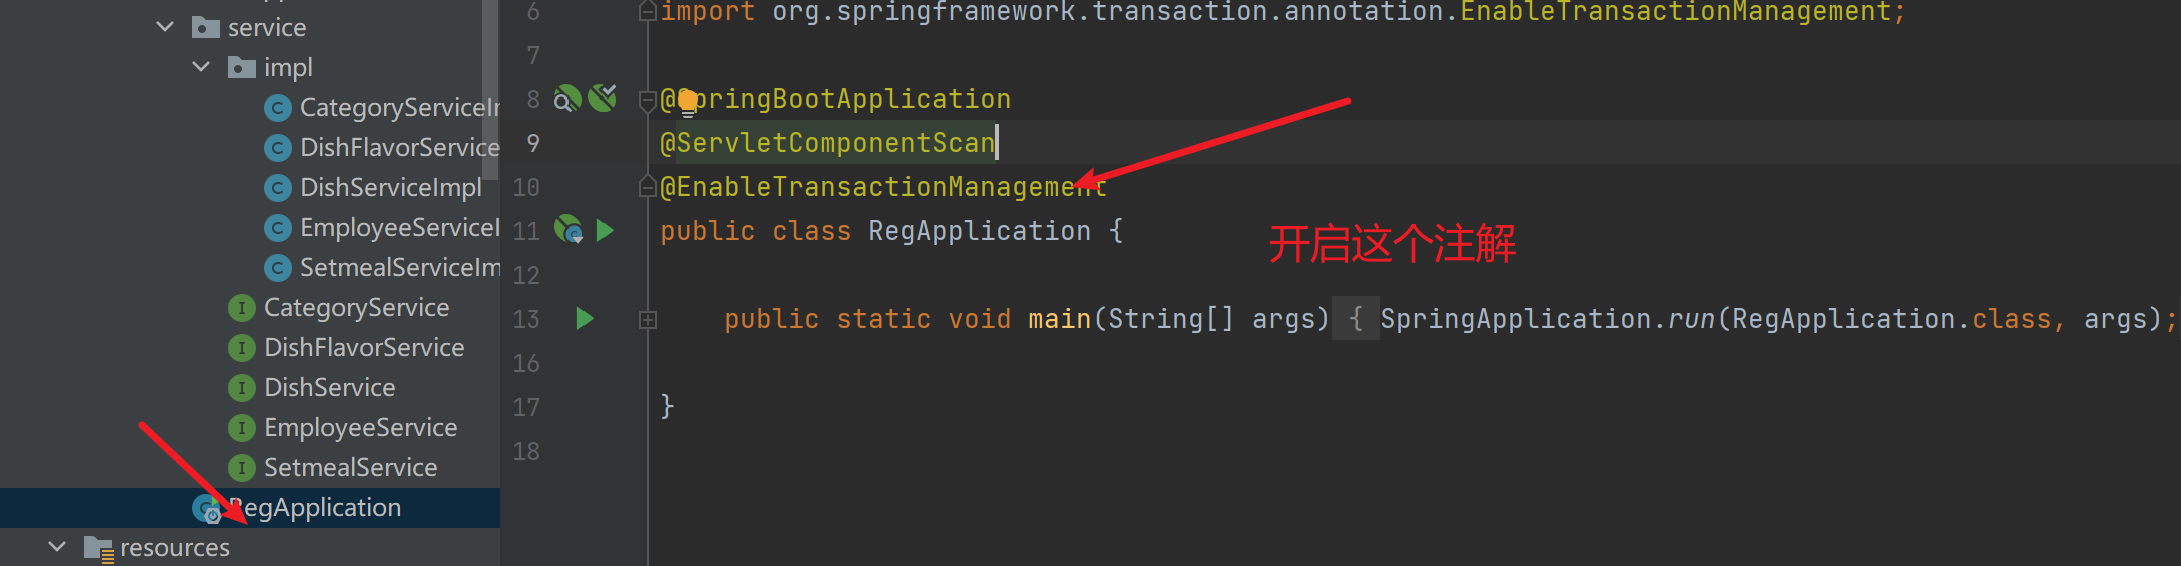 service
impl
CategoryServiceIm
DishFlavorService
DishServiceImpl
EmployeeServiceI
SetmealServiceIm
CategoryService
DishFlavorService
DishService
EmployeeService
SetmealService
RegApplication
resources
6 import org.springframework.transaction.annotation.EnableTransactionManagement;
7
8 @SpringBootApplication
9 @ServletComponentScan
10 @EnableTransactionManagement
11 public class RegApplication {
开启这个注解
12
13 public static void main(String[] args) { SpringApplication.run(RegApplication.class, args);
16
17 }
18